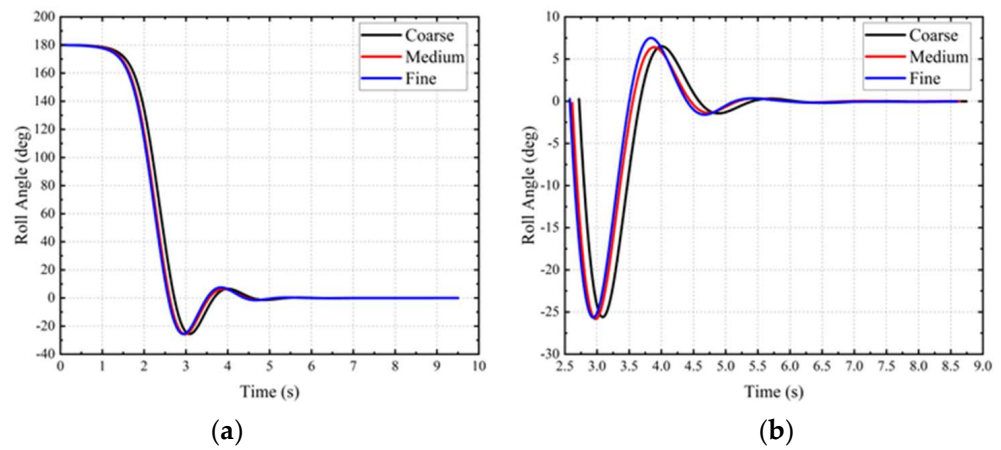 200
180
160
140
120
100
80
60
40
20
0
-20
-40
Roll Angle (deg)
Coarse
Medium
Fine
0 1 2 3 4 5 6 7 8 9 10
Time (s)
(a)
10
5
0
-5
-10
-15
-20
-25
-30
Roll Angle (deg)
Coarse
Medium
Fine
2.5 3.0 3.5 4.0 4.5 5.0 5.5 6.0 6.5 7.0 7.5 8.0 8.5 9.0
Time (s)
(b)